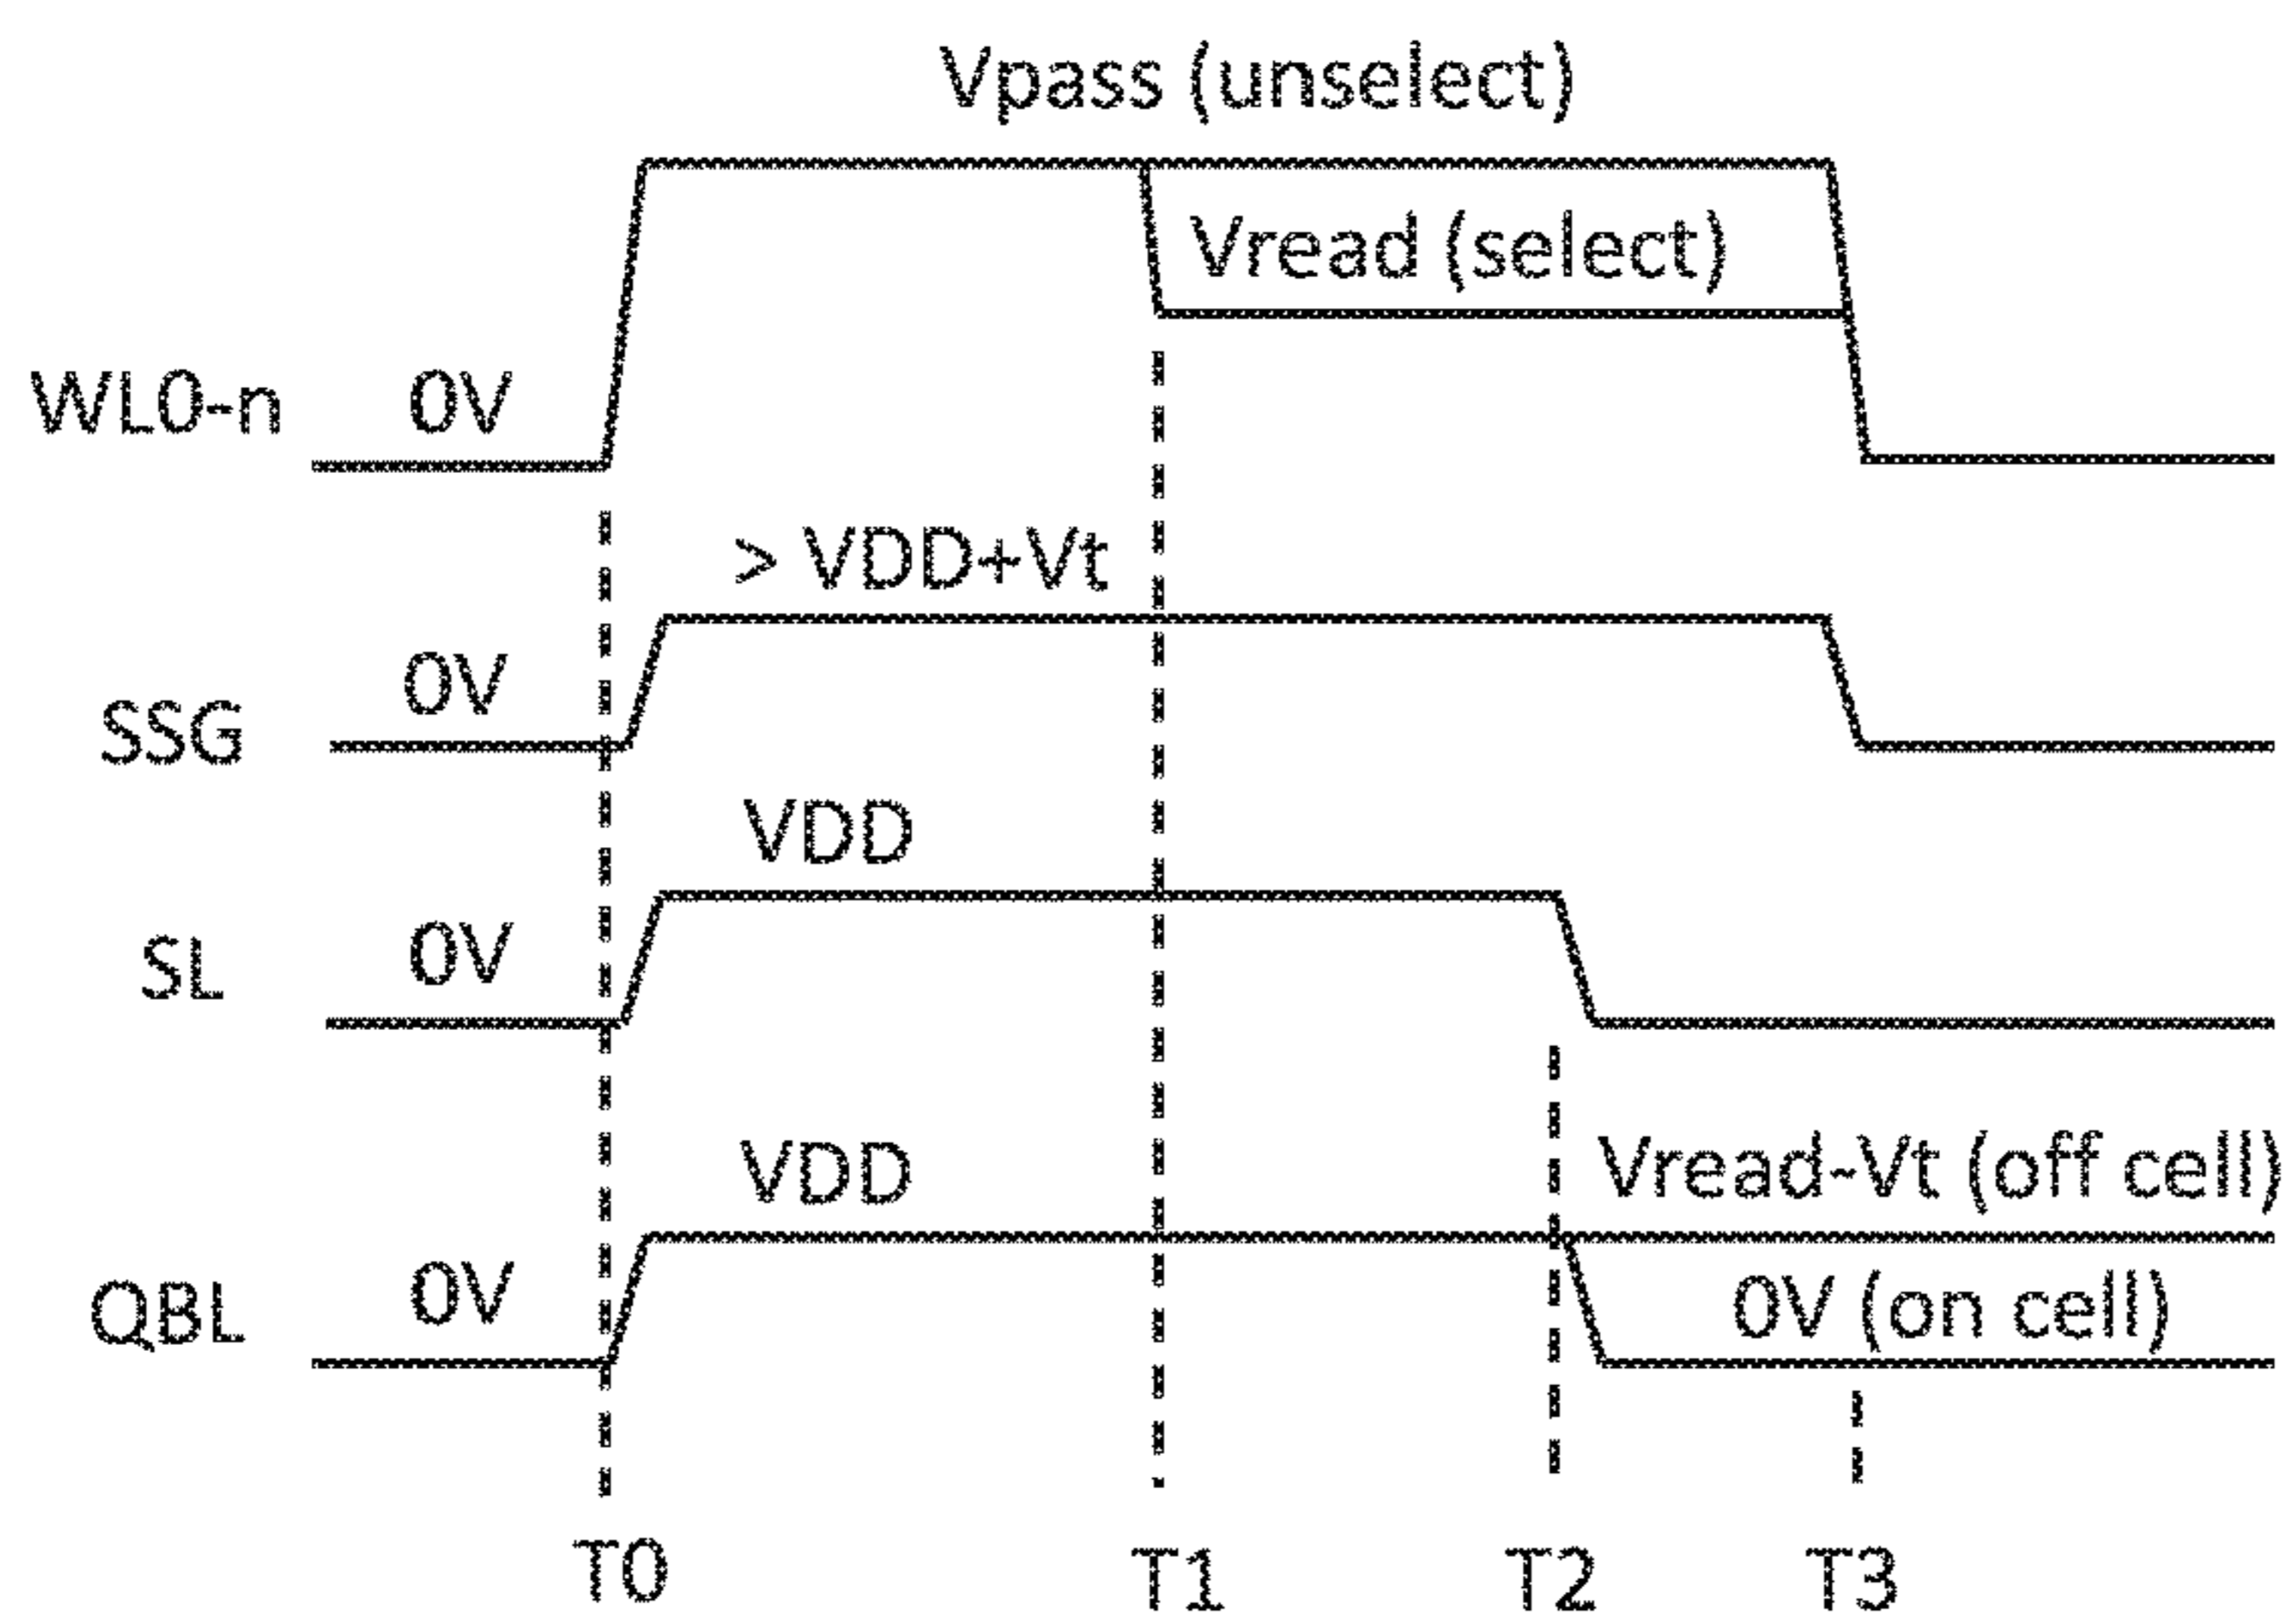 Vpass (unselect)
Vread (select)
WL0-n 0V
> VDD+Vt
0V
SSG
VDD
0V
SL
VDD
Vread-Vt (off cell)
0V
0V (on cell)
QBL
T0 T1 T2 T3